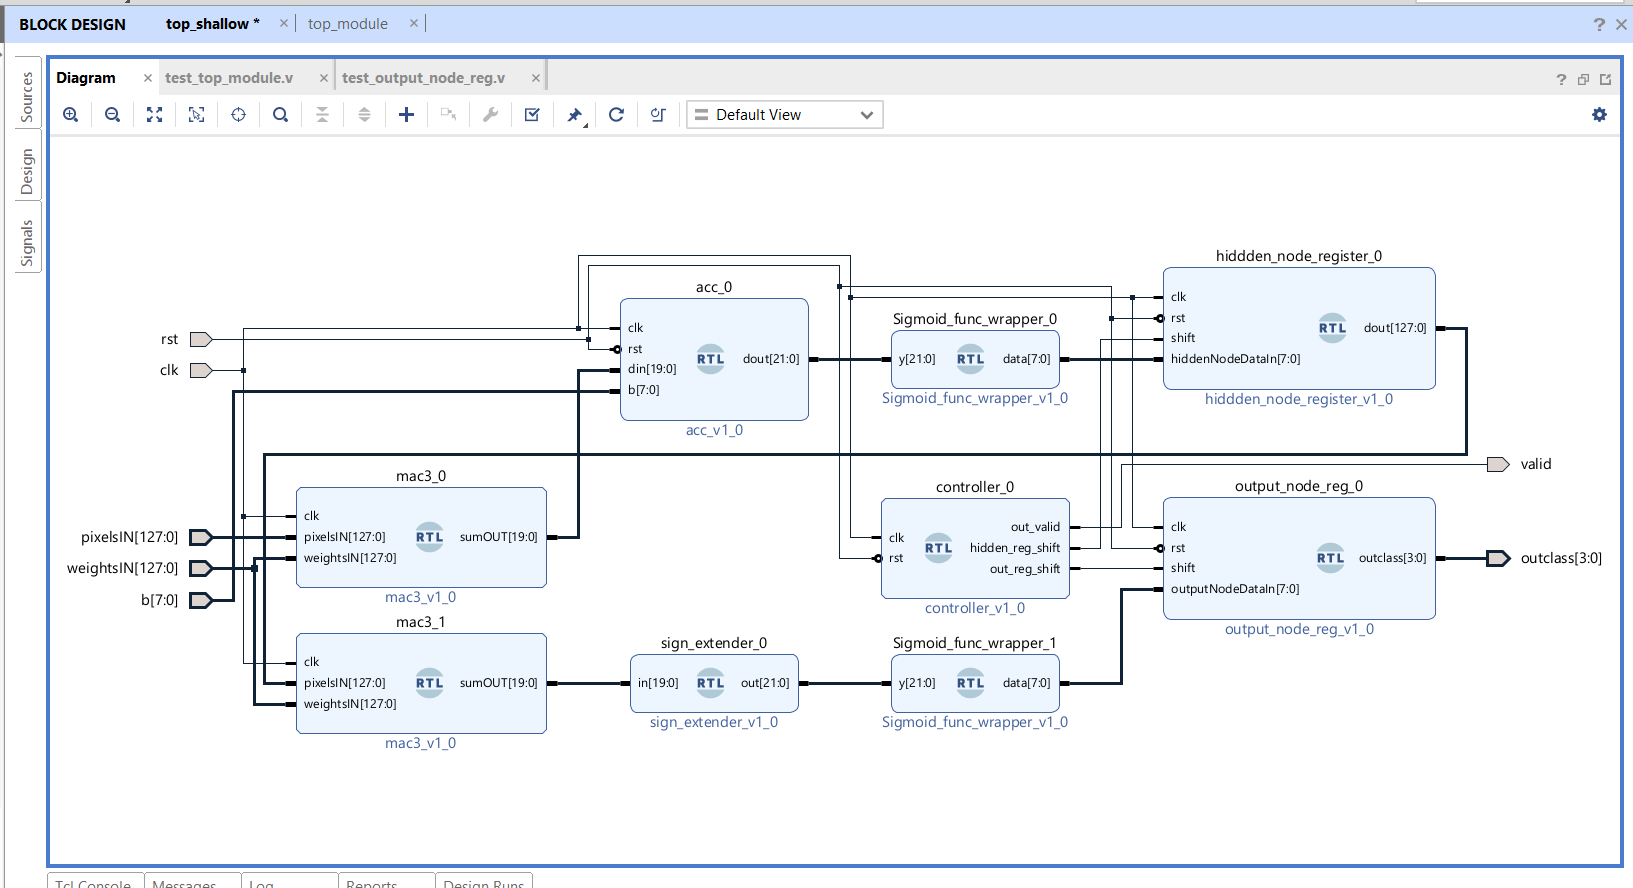 BLOCK DESIGN
top_shallow *
top_module
Sources
Design
Signals
Diagram
test_top_module.v
test_output_node_reg.v
Default View
rst
clk
pixelsIN[127:0]
weightsIN[127:0]
b[7:0]
acc_0
clk
rst
din[19:0]
b[7:0]
RTL
dout[21:0]
acc_v1_0
Sigmoid_func_wrapper_0
y[21:0]
RTL
data[7:0]
Sigmoid_func_wrapper_v1_0
hiddden_node_register_0
clk
rst
shift
hiddenNodeDataIn[7:0]
RTL
dout[127:0]
hiddden_node_register_v1_0
mac3_0
clk
pixelsIN[127:0]
weightsIN[127:0]
RTL
sumOUT[19:0]
mac3_v1_0
controller_0
clk
rst
RTL
out_valid
hidden_reg_shift
out_reg_shift
controller_v1_0
output_node_reg_0
clk
rst
shift
outputNodeDataIn[7:0]
RTL
outclass[3:0]
output_node_reg_v1_0
valid
outclass[3:0]
mac3_1
clk
pixelsIN[127:0]
weightsIN[127:0]
RTL
sumOUT[19:0]
mac3_v1_0
sign_extender_0
in[19:0]
RTL
out[21:0]
sign_extender_v1_0
Sigmoid_func_wrapper_1
y[21:0]
RTL
data[7:0]
Sigmoid_func_wrapper_v1_0
Tcl Console
Messages
Log
Reports
Design Runs